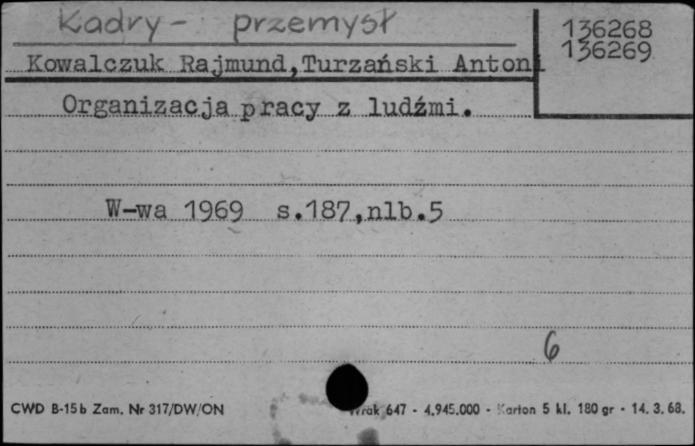 Kadry - przemysł
136268
136269
Kowalczuk Rajmund,Turzański Antoni
Organizacja pracy z ludźmi.
W-wa 1969 s.187,nlb.5
6
CWD B-15b Zam. Nr 317/DW/ON
647 - 4.945.000 - Karton 5 kl. 180 gr - 14. 3. 68.